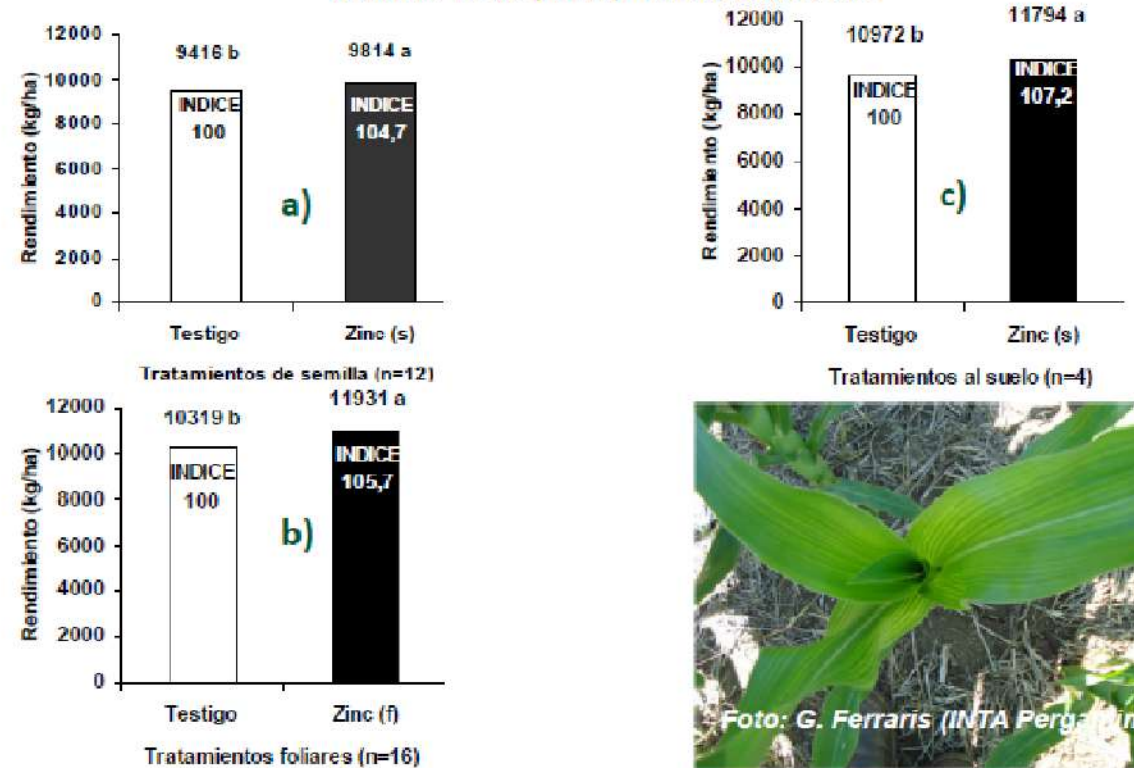 12000
10000
8000
6000
4000
2000
0
Rendimiento (kg/ha)
9416 b
9814 a
INDICE
100
INDICE
104,7
a)
Testigo
Zinc (s)
Tratamientos de semilla (n=12)
12000
10000
8000
6000
4000
2000
0
Rendimiento (kg/ha)
10319 b
11931 a
INDICE
100
INDICE
105,7
b)
Testigo
Zinc (f)
Tratamientos foliares (n=16)
12000
10000
8000
6000
4000
2000
0
Rendimiento (kg/ha)
10972 b
11794 a
INDICE
100
INDICE
107,2
c)
Testigo
Zinc (s)
Tratamientos al suelo (n=4)
Foto: G. Ferraris (INTA